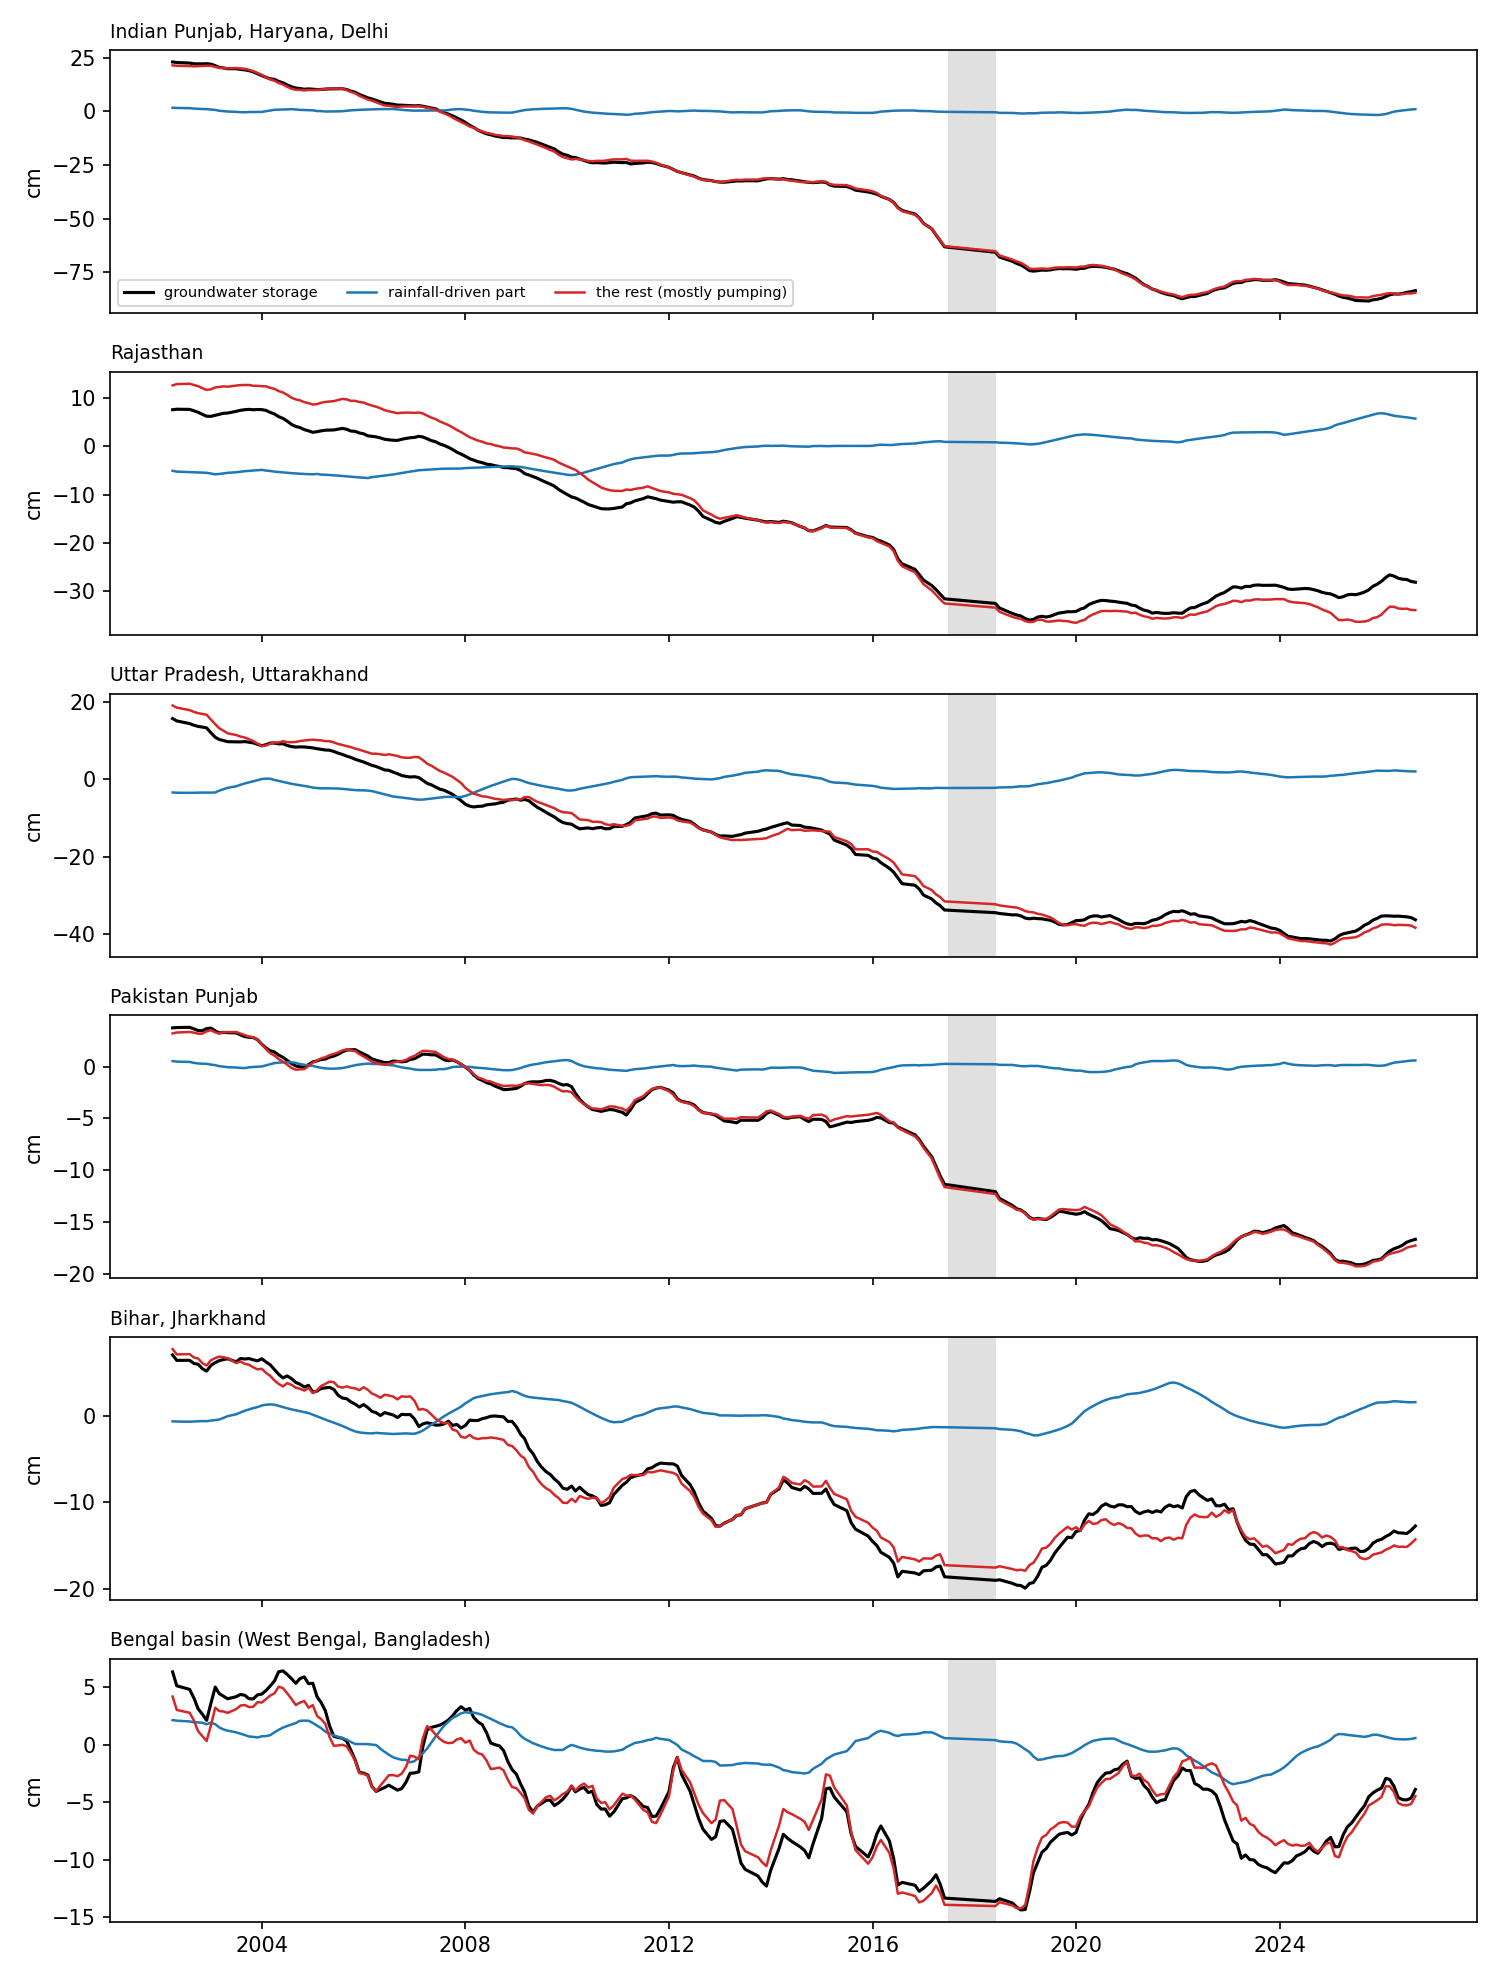 Indian Punjab, Haryana, Delhi
25
0
−25
−50
−75
cm
groundwater storage rainfall-driven part the rest (mostly pumping)
Rajasthan
10
0
−10
−20
−30
cm
Uttar Pradesh, Uttarakhand
20
0
−20
−40
cm
Pakistan Punjab
0
−5
−10
−15
−20
cm
Bihar, Jharkhand
0
−10
−20
cm
Bengal basin (West Bengal, Bangladesh)
5
0
−5
−10
−15
cm
2004 2008 2012 2016 2020 2024